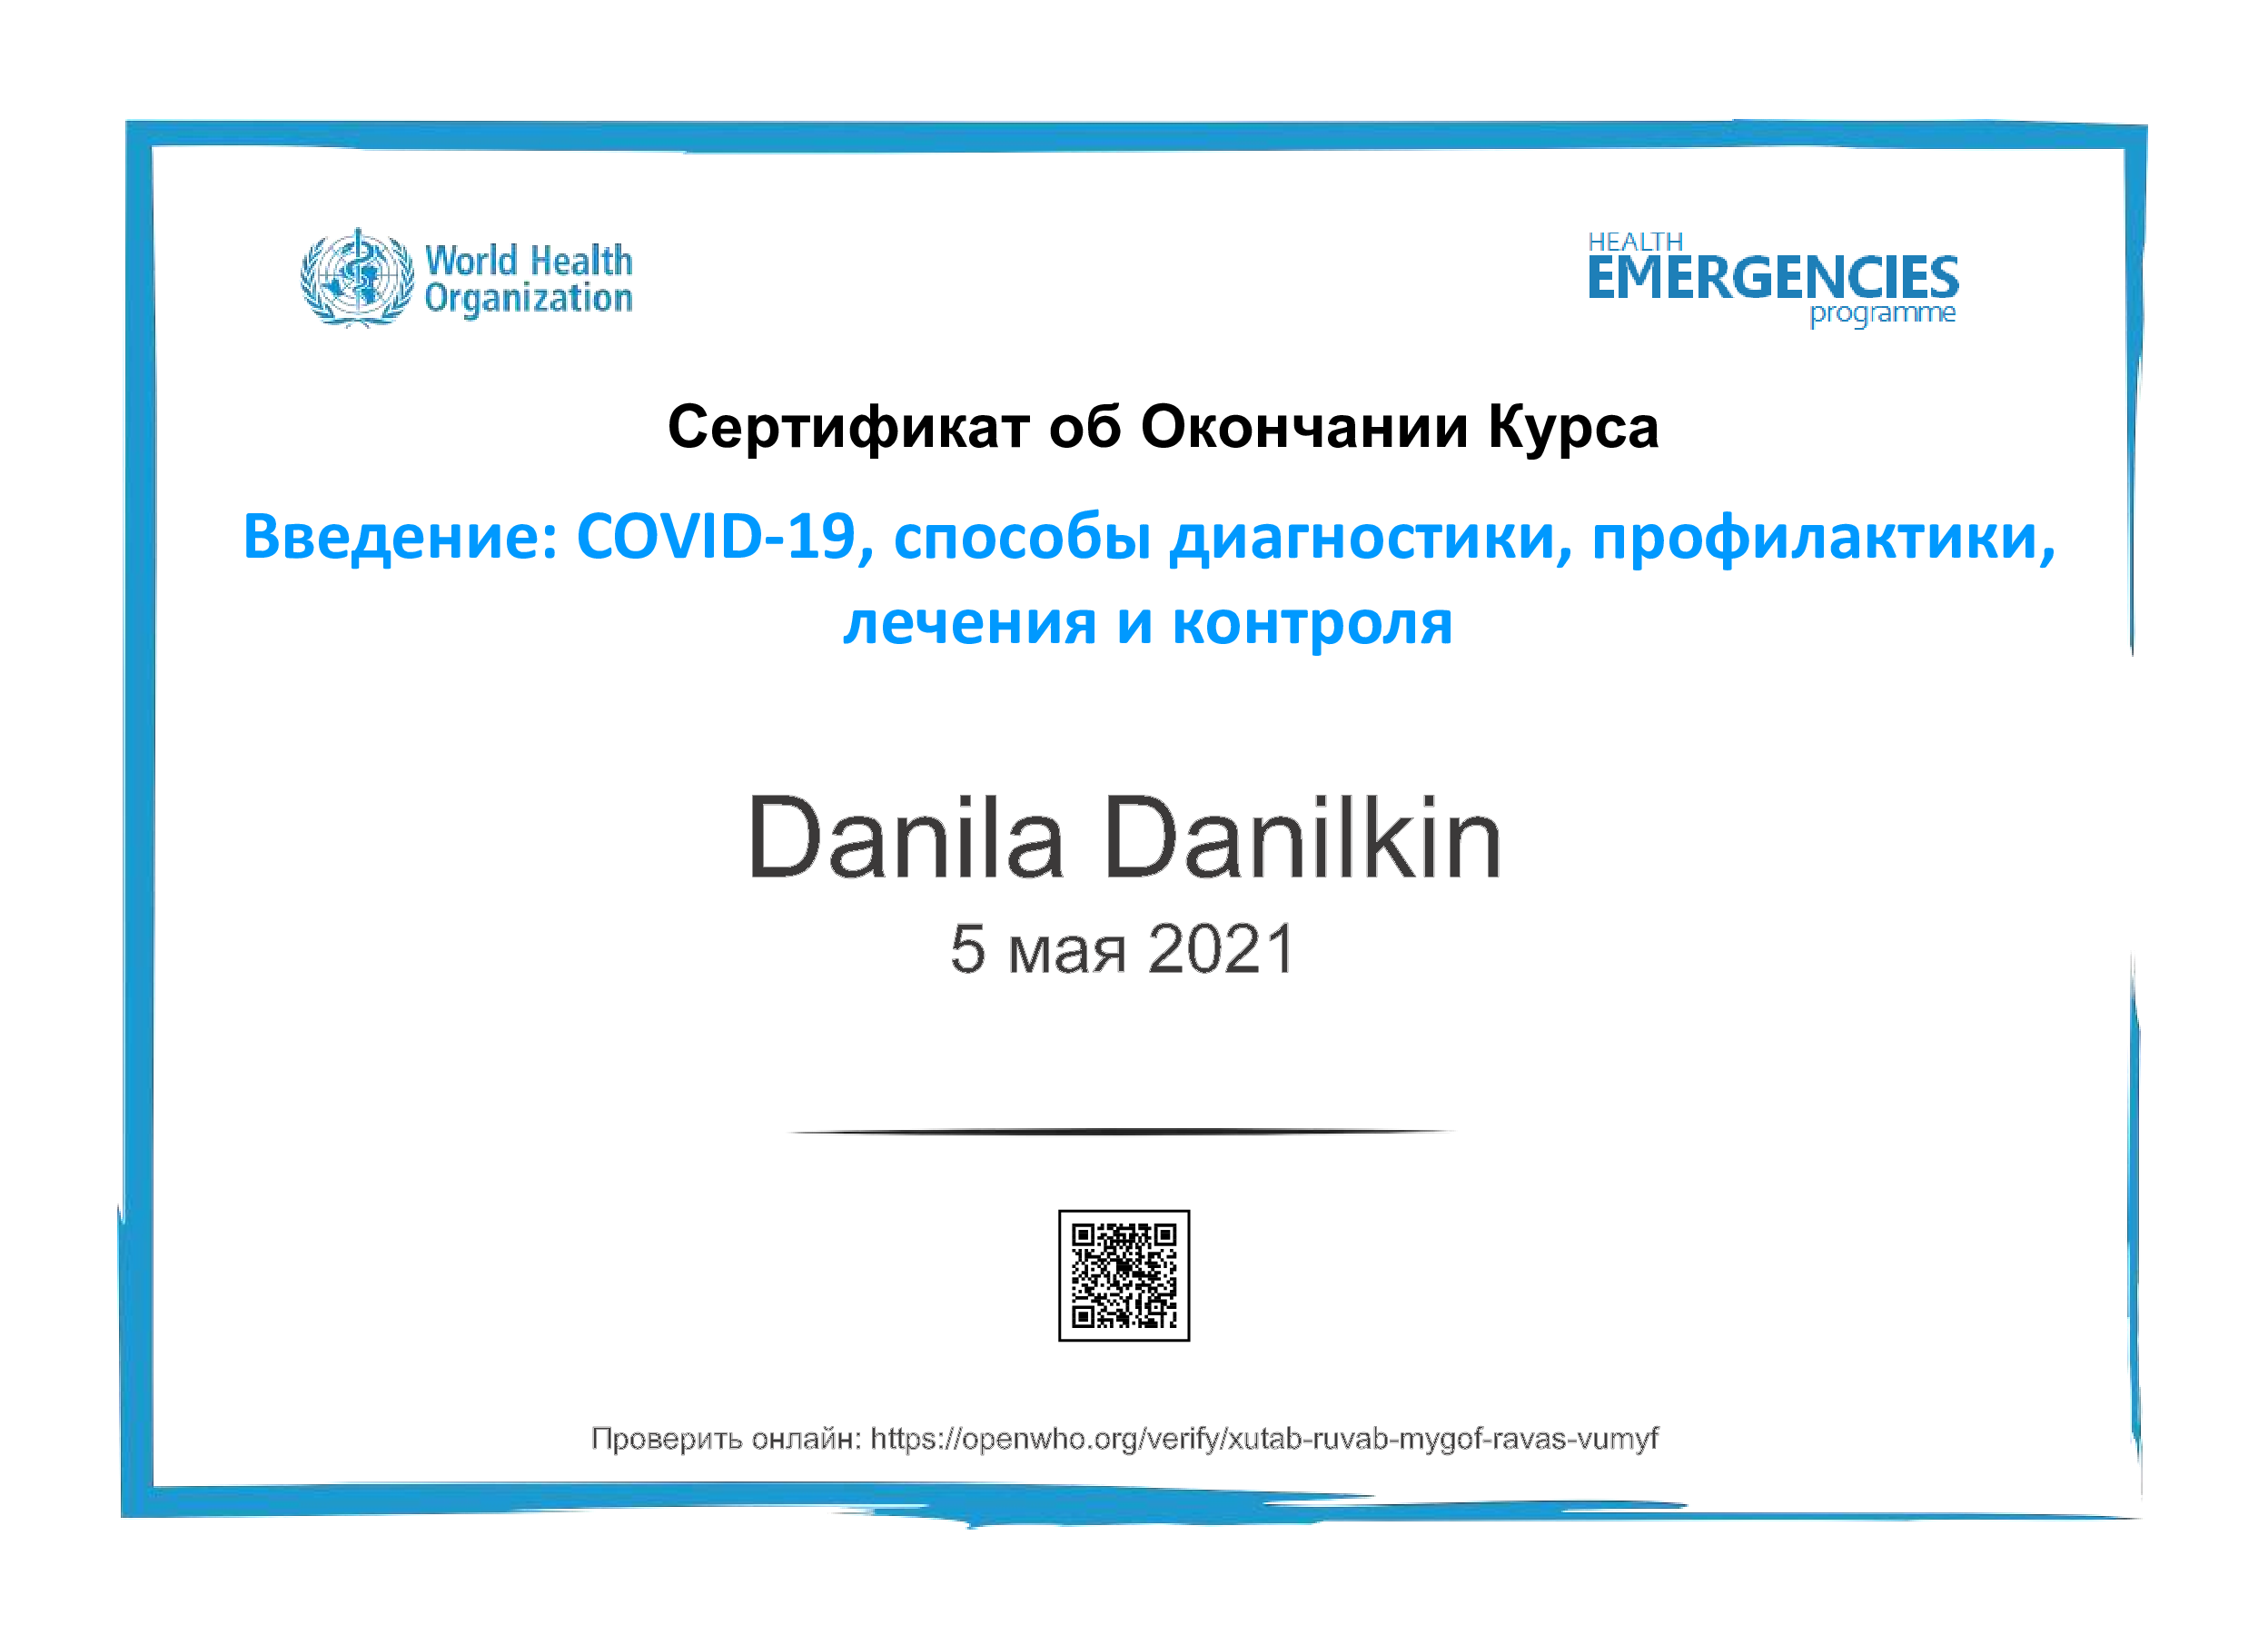 World Health
Organization
HEALTH
EMERGENCIES
programme
Сертификат об Окончании Курса
Введение: COVID-19, способы диагностики, профилактики,
лечения и контроля
Danila Danilkin
5 мая 2021
Проверить онлайн: https://openwho.org/verify/xutab-ruvab-mygof-ravas-vumyf